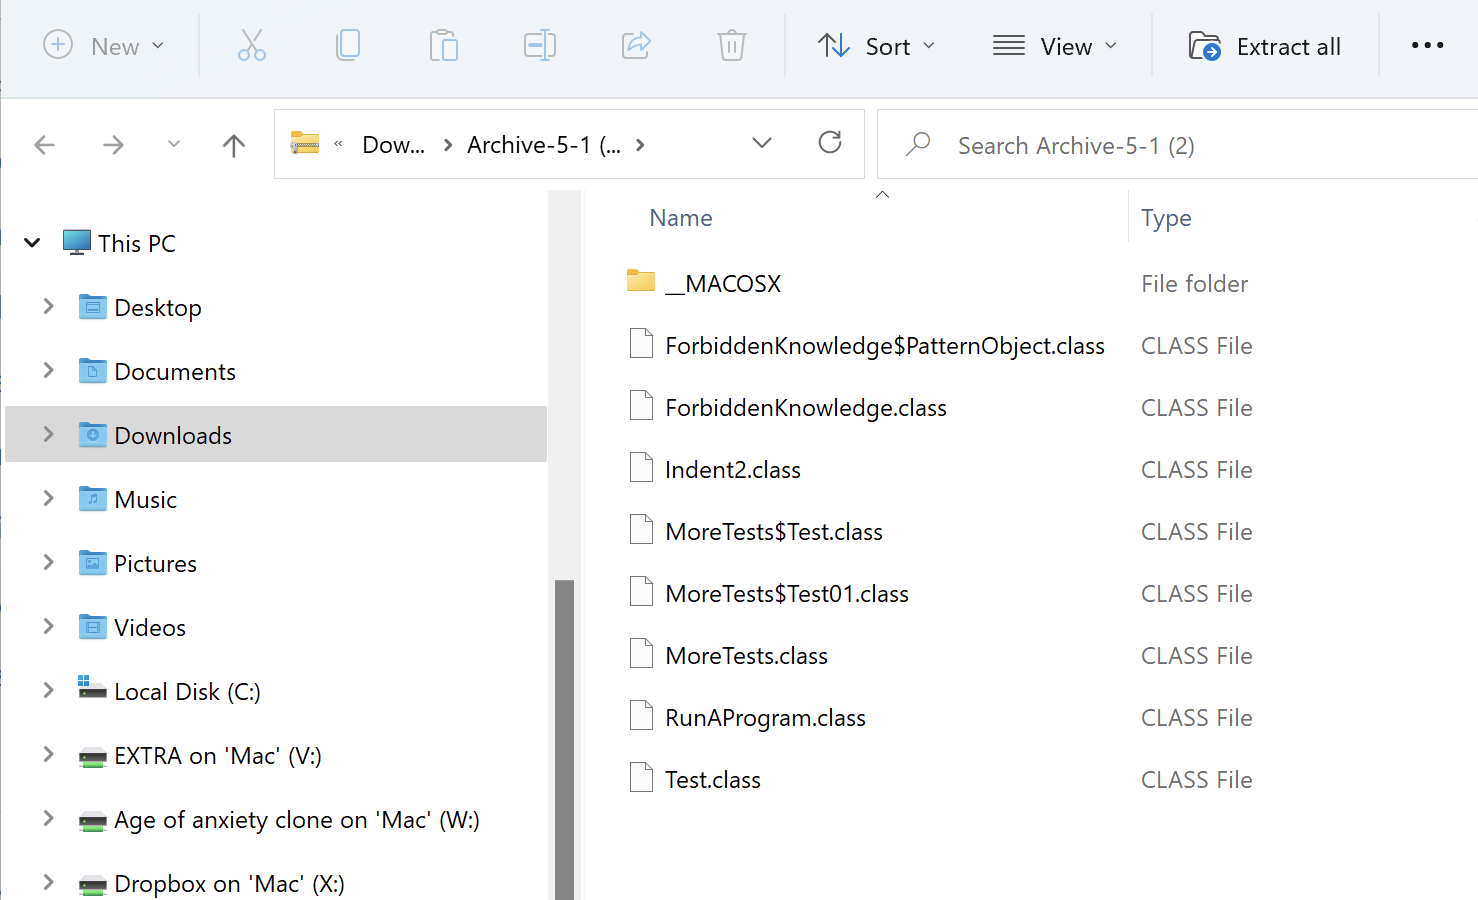 New Sort View Extract all
« Dow... Archive-5-1 (... Search Archive-5-1 (2)
Name Type
This PC
Desktop
Documents
Downloads
Music
Pictures
Videos
Local Disk (C:)
EXTRA on 'Mac' (V:)
Age of anxiety clone on 'Mac' (W:)
Dropbox on 'Mac' (X:)
__MACOSX File folder
ForbiddenKnowledge$PatternObject.class CLASS File
ForbiddenKnowledge.class CLASS File
Indent2.class CLASS File
MoreTests$Test.class CLASS File
MoreTests$Test01.class CLASS File
MoreTests.class CLASS File
RunAProgram.class CLASS File
Test.class CLASS File